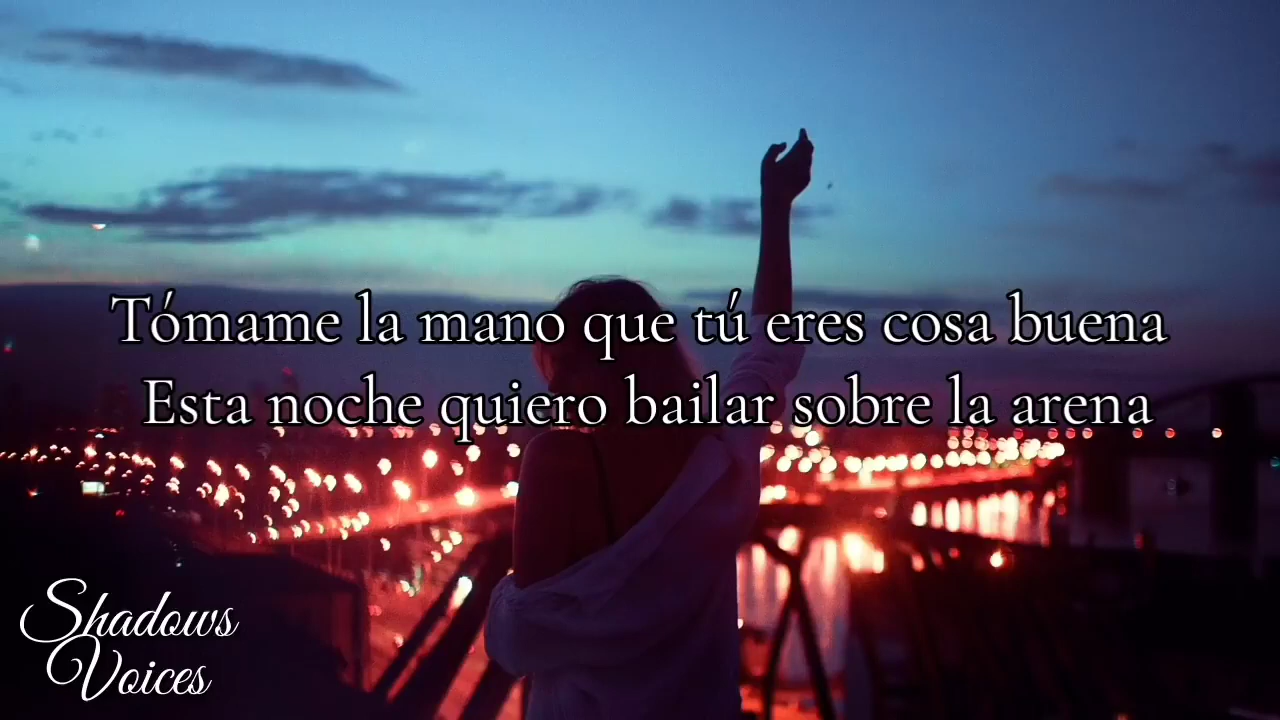 Tómame la mano que tú eres cosa buena
Esta noche quiero bailar sobre la arena
Shadows
Voices